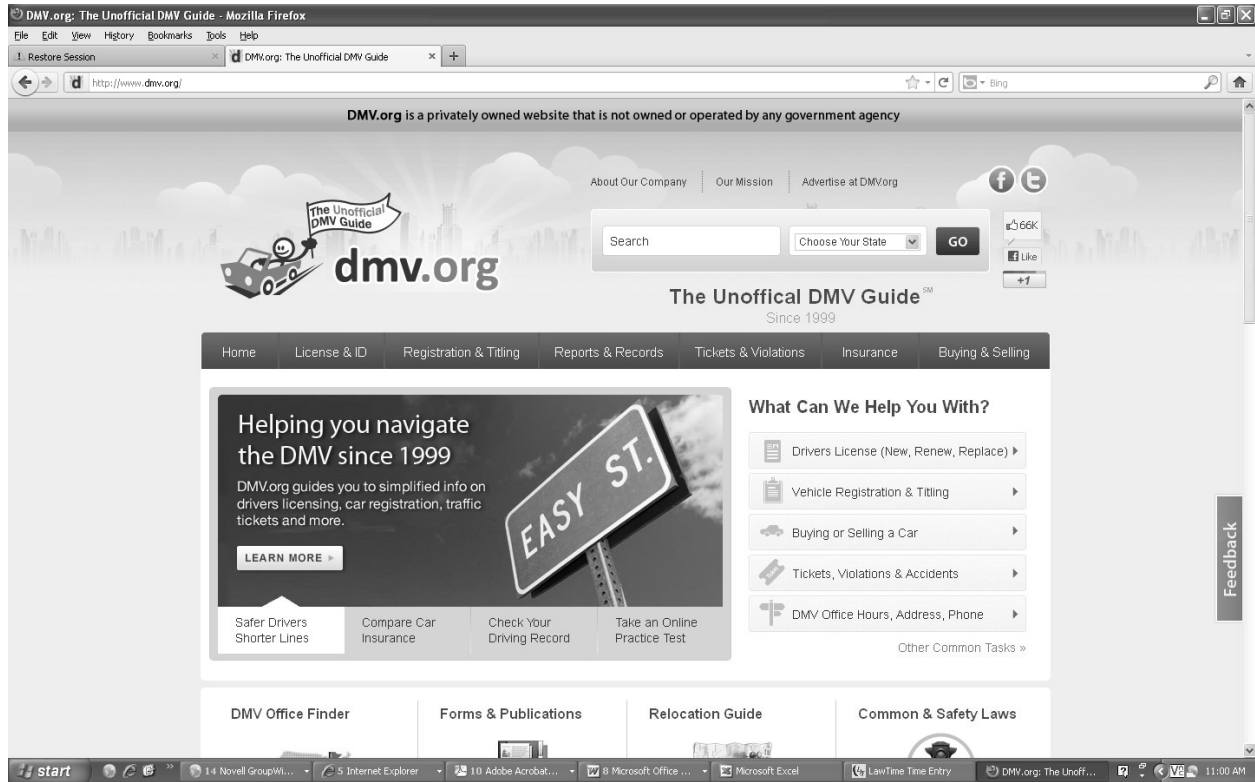 DMV.org: The Unofficial DMV Guide - Mozilla Firefox
File Edit View History Bookmarks Tools Help
Restore Session
DMV.org: The Unofficial DMV Guide
http://www.dmv.org/
Bing
DMV.org is a privately owned website that is not owned or operated by any government agency
About Our Company Our Mission Advertise at DMV.org
The Unofficial
DMV Guide
dmv.org
Search
Choose Your State
GO
66K
Like
+1
The Unoffical DMV Guide SM
Since 1999
Home License & ID Registration & Titling Reports & Records Tickets & Violations Insurance Buying & Selling
Helping you navigate
the DMV since 1999
DMV.org guides you to simplified info on
drivers licensing, car registration, traffic
tickets and more.
LEARN MORE
EASY ST.
Safer Drivers
Shorter Lines
Compare Car
Insurance
Check Your
Driving Record
Take an Online
Practice Test
What Can We Help You With?
Drivers License (New, Renew, Replace)
Vehicle Registration & Titling
Buying or Selling a Car
Tickets, Violations & Accidents
DMV Office Hours, Address, Phone
Other Common Tasks »
Feedback
DMV Office Finder
Forms & Publications
Relocation Guide
Common & Safety Laws
start
14 Novell GroupWi...
5 Internet Explorer
10 Adobe Acrobat...
8 Microsoft Office ...
Microsoft Excel
LawTime Time Entry
DMV.org: The Unoff...
11:00 AM